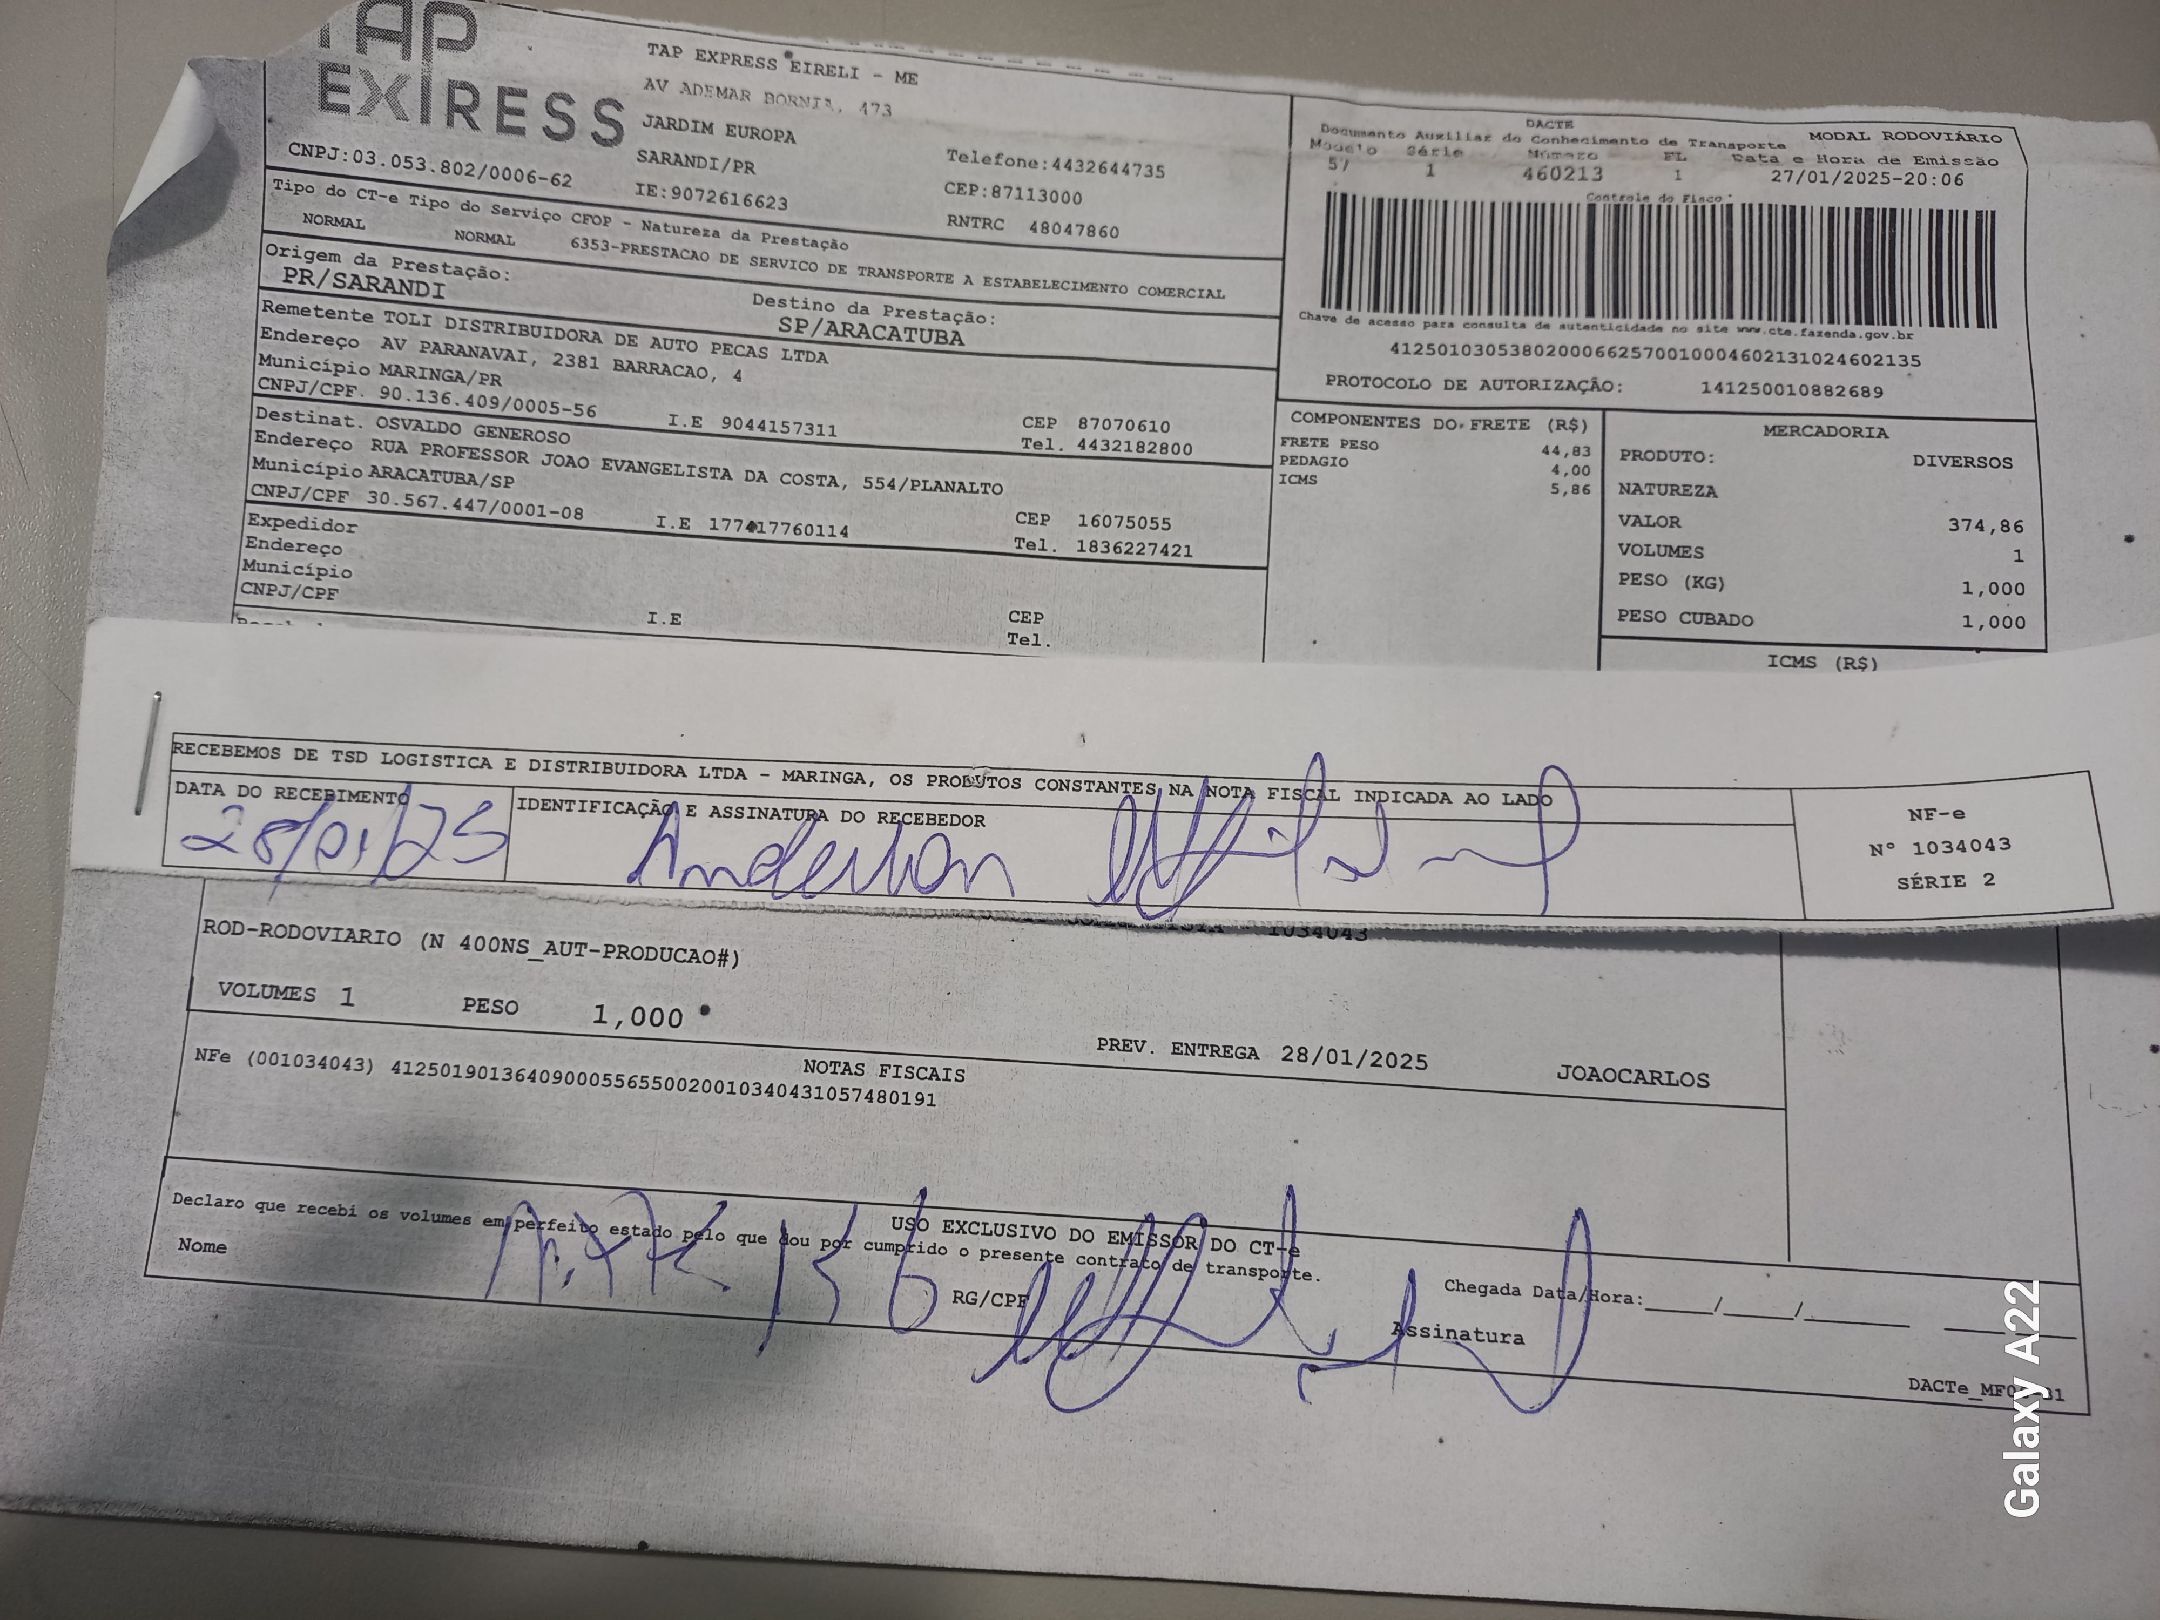 TAP
EXPRESS
TAP EXPRESS EIRELI - ME
AV ADEMAR BORNIA, 473
JARDIM EUROPA
SARANDI/PR
IE:9072616623
Telefone:4432644735
CEP:87113000
RNTRC 48047860
CNPJ:03.053.802/0006-62
Tipo do CT-e Tipo do Serviço CFOP - Natureza da Prestação
NORMAL NORMAL 6353-PRESTACAO DE SERVICO DE TRANSPORTE A ESTABELECIMENTO COMERCIAL
Origem da Prestação: Destino da Prestação:
PR/SARANDI SP/ARACATUBA
DACTE MODAL RODOVIÁRIO
Documento Auxiliar do Conhecimento de Transporte
Modelo Série Número FL Data e Hora de Emissão
57 1 460213 1 27/01/2025-20:06
Controle do Fisco
Chave de acesso para consulta de autenticidade no site www.cte.fazenda.gov.br
41250103053802000662570010004602131024602135
PROTOCOLO DE AUTORIZAÇÃO: 141250010882689
Remetente TOLI DISTRIBUIDORA DE AUTO PECAS LTDA
Endereço AV PARANAVAI, 2381 BARRACAO, 4
Município MARINGA/PR CEP 87070610
CNPJ/CPF. 90.136.409/0005-56 I.E 9044157311 Tel. 4432182800
Destinat. OSVALDO GENEROSO
Endereço RUA PROFESSOR JOAO EVANGELISTA DA COSTA, 554/PLANALTO
Município ARACATUBA/SP CEP 16075055
CNPJ/CPF 30.567.447/0001-08 I.E 177417760114 Tel. 1836227421
Expedidor
Endereço
Município CEP
CNPJ/CPF I.E Tel.
COMPONENTES DO FRETE (R$)
FRETE PESO 44,83
PEDAGIO 4,00
ICMS 5,86
MERCADORIA
PRODUTO: DIVERSOS
NATUREZA
VALOR 374,86
VOLUMES 1
PESO (KG) 1,000
PESO CUBADO 1,000
ICMS (R$)
RECEBEMOS DE TSD LOGISTICA E DISTRIBUIDORA LTDA - MARINGA, OS PRODUTOS CONSTANTES NA NOTA FISCAL INDICADA AO LADO
DATA DO RECEBIMENTO IDENTIFICAÇÃO E ASSINATURA DO RECEBEDOR
28/01/25 Anderson
NF-e
Nº 1034043
SÉRIE 2
1034043
ROD-RODOVIARIO (N 400NS_AUT-PRODUCAO#)
VOLUMES 1 PESO 1,000
PREV. ENTREGA 28/01/2025 JOAOCARLOS
NOTAS FISCAIS
NFe (001034043) 41250190136409000556550020010340431057480191
USO EXCLUSIVO DO EMISSOR DO CT-e
Declaro que recebi os volumes em perfeito estado pelo que dou por cumprido o presente contrato de transporte.
Nome RG/CPF Assinatura
Chegada Data/Hora:____/____/____
Galaxy A22